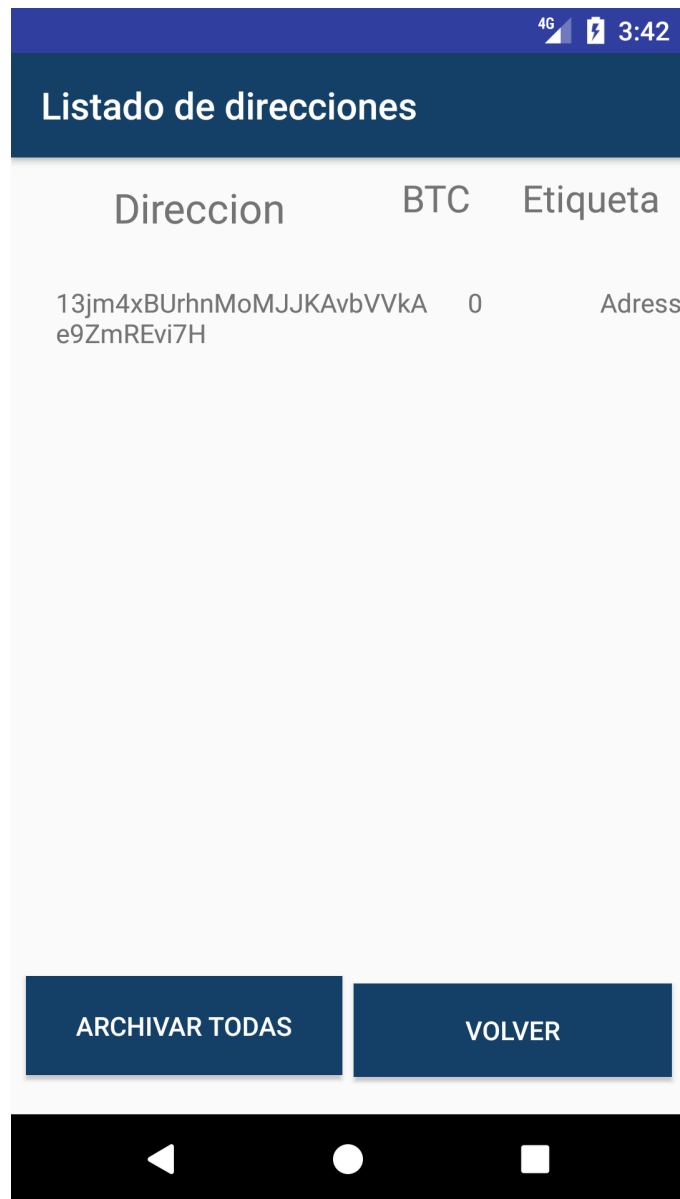 4G 3:42
Listado de direcciones
Direccion BTC Etiqueta
13jm4xBUrhnMoMJJKAvbVVkA 0 Adress
e9ZmREvi7H
ARCHIVAR TODAS VOLVER